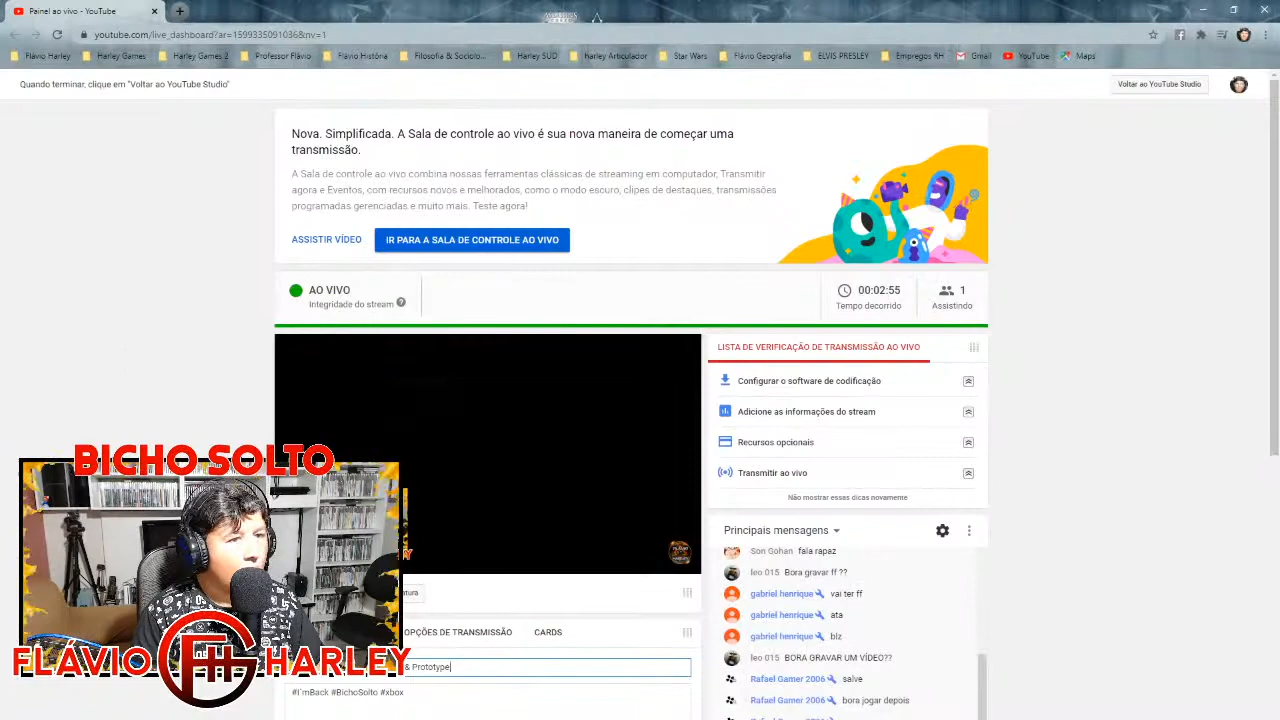 Painel ao vivo - YouTube
youtube.com/live_dashboard?ar=1599335091036&nv=1
Flávio Harley
Harley Games
Harley Games 2
Professor Flávio
Flávio História
Filosofia & Sociolo...
Harley SUD
Harley Articulador
Star Wars
Flávio Geografia
ELVIS PRESLEY
Empregos RH
Gmail
YouTube
Maps
Quando terminar, clique em "Voltar ao YouTube Studio"
Voltar ao YouTube Studio
Nova. Simplificada. A Sala de controle ao vivo é sua nova maneira de começar uma
transmissão.
A Sala de controle ao vivo combina nossas ferramentas clássicas de streaming em computador, Transmitir
agora e Eventos, com recursos novos e melhorados, como o modo escuro, clipes de destaques, transmissões
programadas gerenciadas e muito mais. Teste agora!
ASSISTIR VÍDEO
IR PARA A SALA DE CONTROLE AO VIVO
AO VIVO
Integridade do stream ?
00:02:55
Tempo decorrido
1
Assistindo
LISTA DE VERIFICAÇÃO DE TRANSMISSÃO AO VIVO
Configurar o software de codificação
Adicione as informações do stream
Recursos opcionais
Transmitir ao vivo
Não mostrar essas dicas novamente
Principais mensagens
Son Gohan fala rapaz
leo 015 Bora gravar ff ??
gabriel henrique vai ter ff
gabriel henrique ata
gabriel henrique blz
leo 015 BORA GRAVAR UM VÍDEO??
Rafael Gamer 2006 salve
Rafael Gamer 2006 bora jogar depois
OPÇÕES DE TRANSMISSÃO
CARDS
& Prototype
#I´mBack #BichoSolto #xbox
BICHO SOLTO
FLÁVIO FH HARLEY